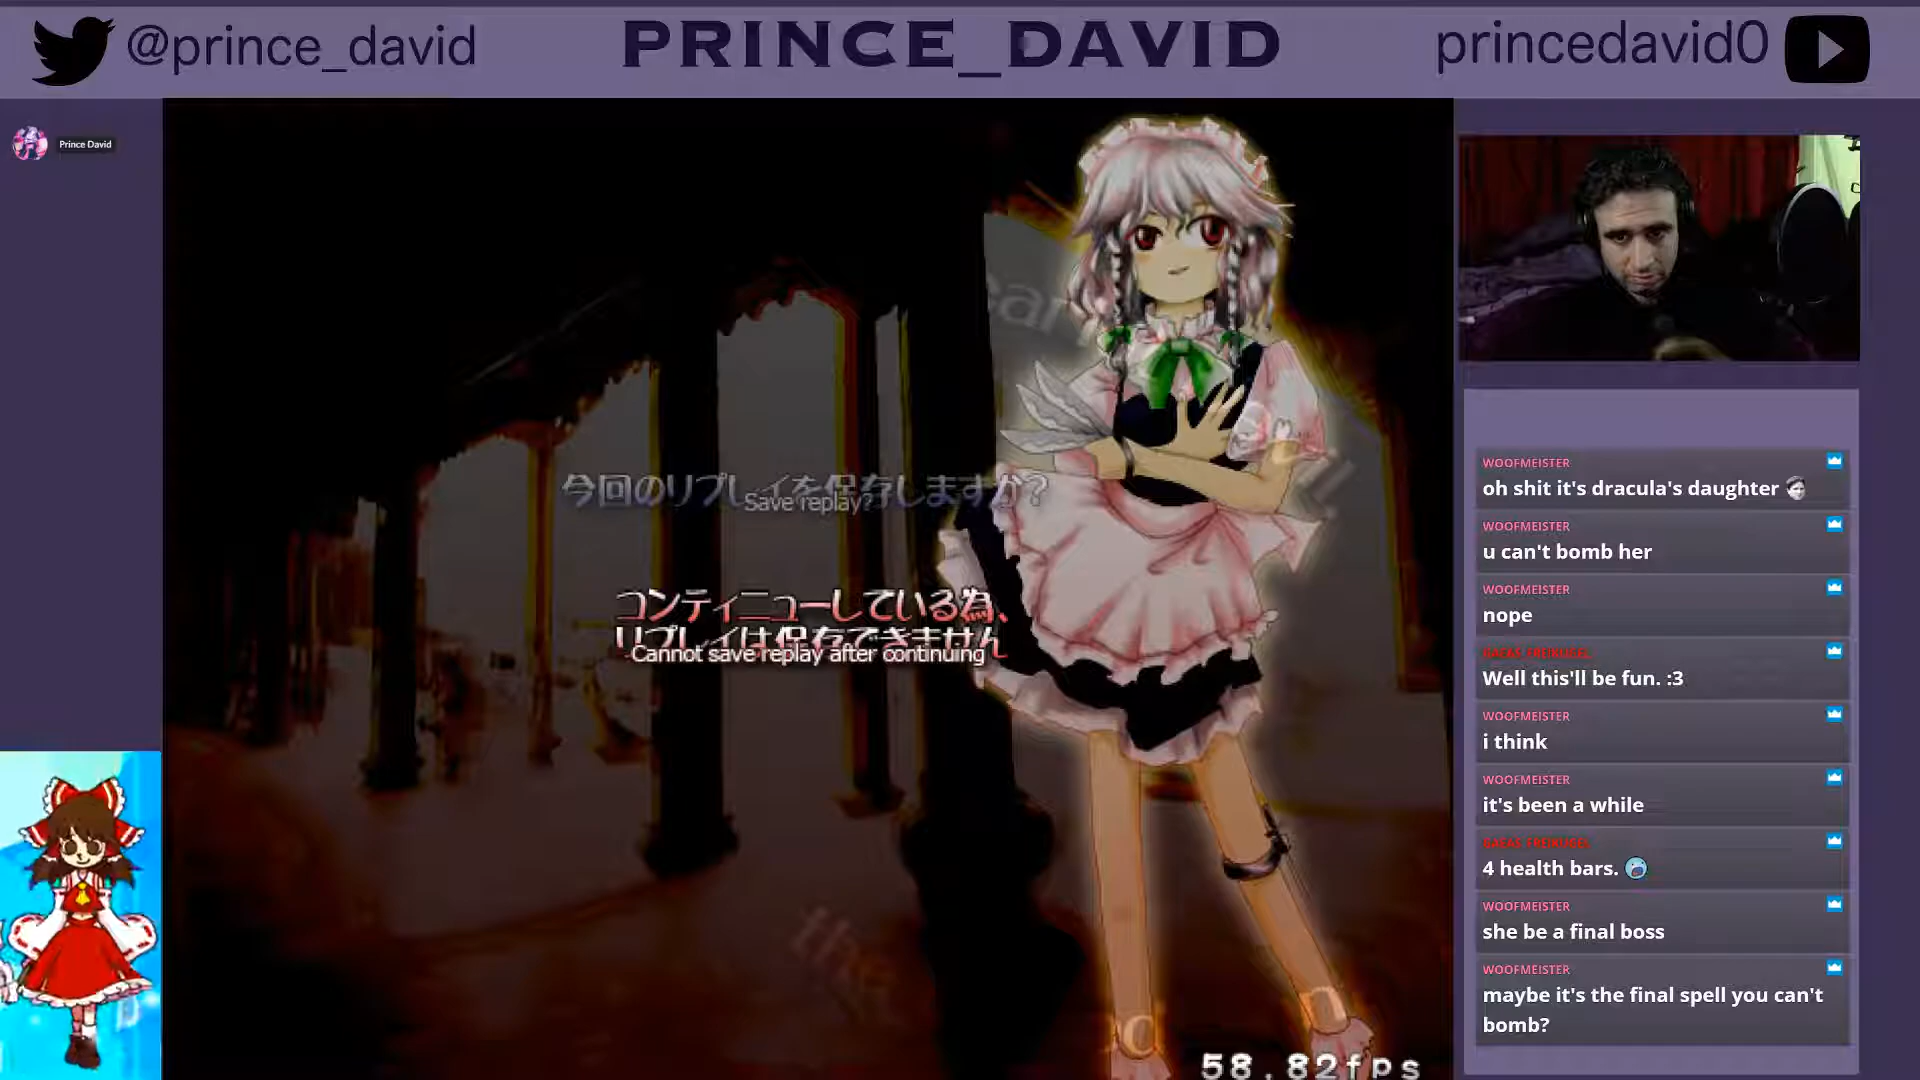 @prince_david
PRINCE_DAVID
princedavid0
Prince David
今回のリプレイを保存しますか?
Save replay?
コンティニューしている為、
リプレイは保存できません
Cannot save replay after continuing
58.82fps
WOOFMEISTER
oh shit it's dracula's daughter
WOOFMEISTER
u can't bomb her
WOOFMEISTER
nope
Well this'll be fun. :3
WOOFMEISTER
i think
WOOFMEISTER
it's been a while
4 health bars.
WOOFMEISTER
she be a final boss
WOOFMEISTER
maybe it's the final spell you can't
bomb?